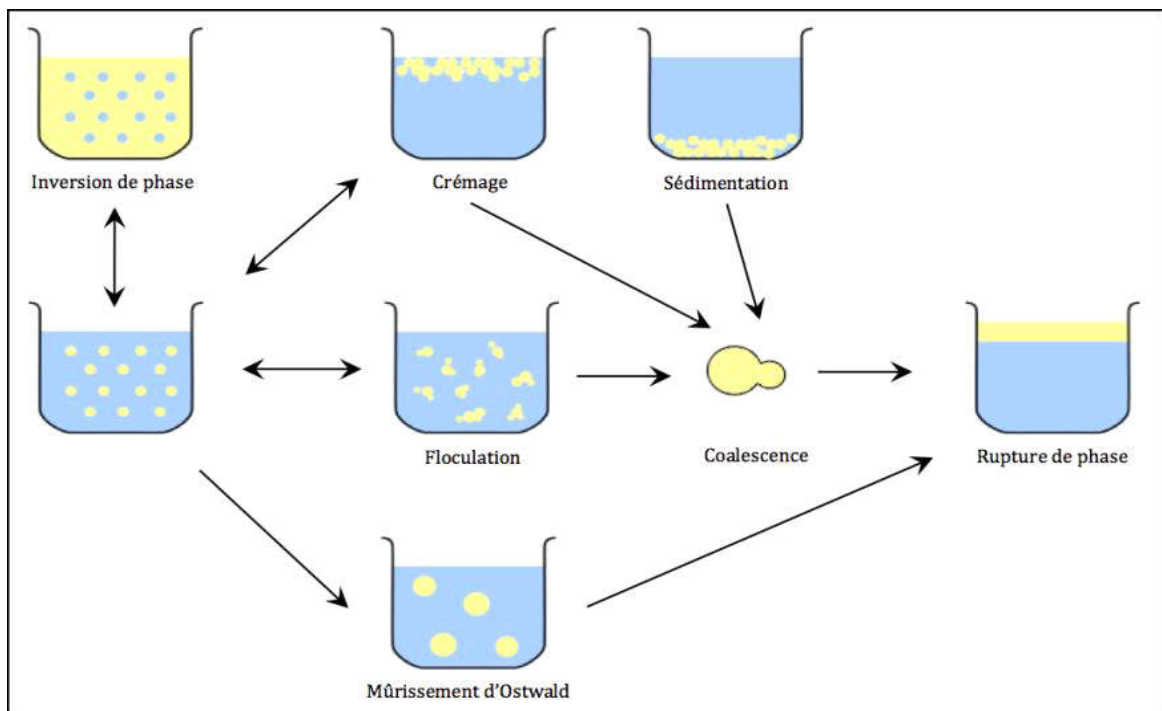 Inversion de phase
Crémage
Sédimentation
Floculation
Coalescence
Rupture de phase
Mûrissement d'Ostwald